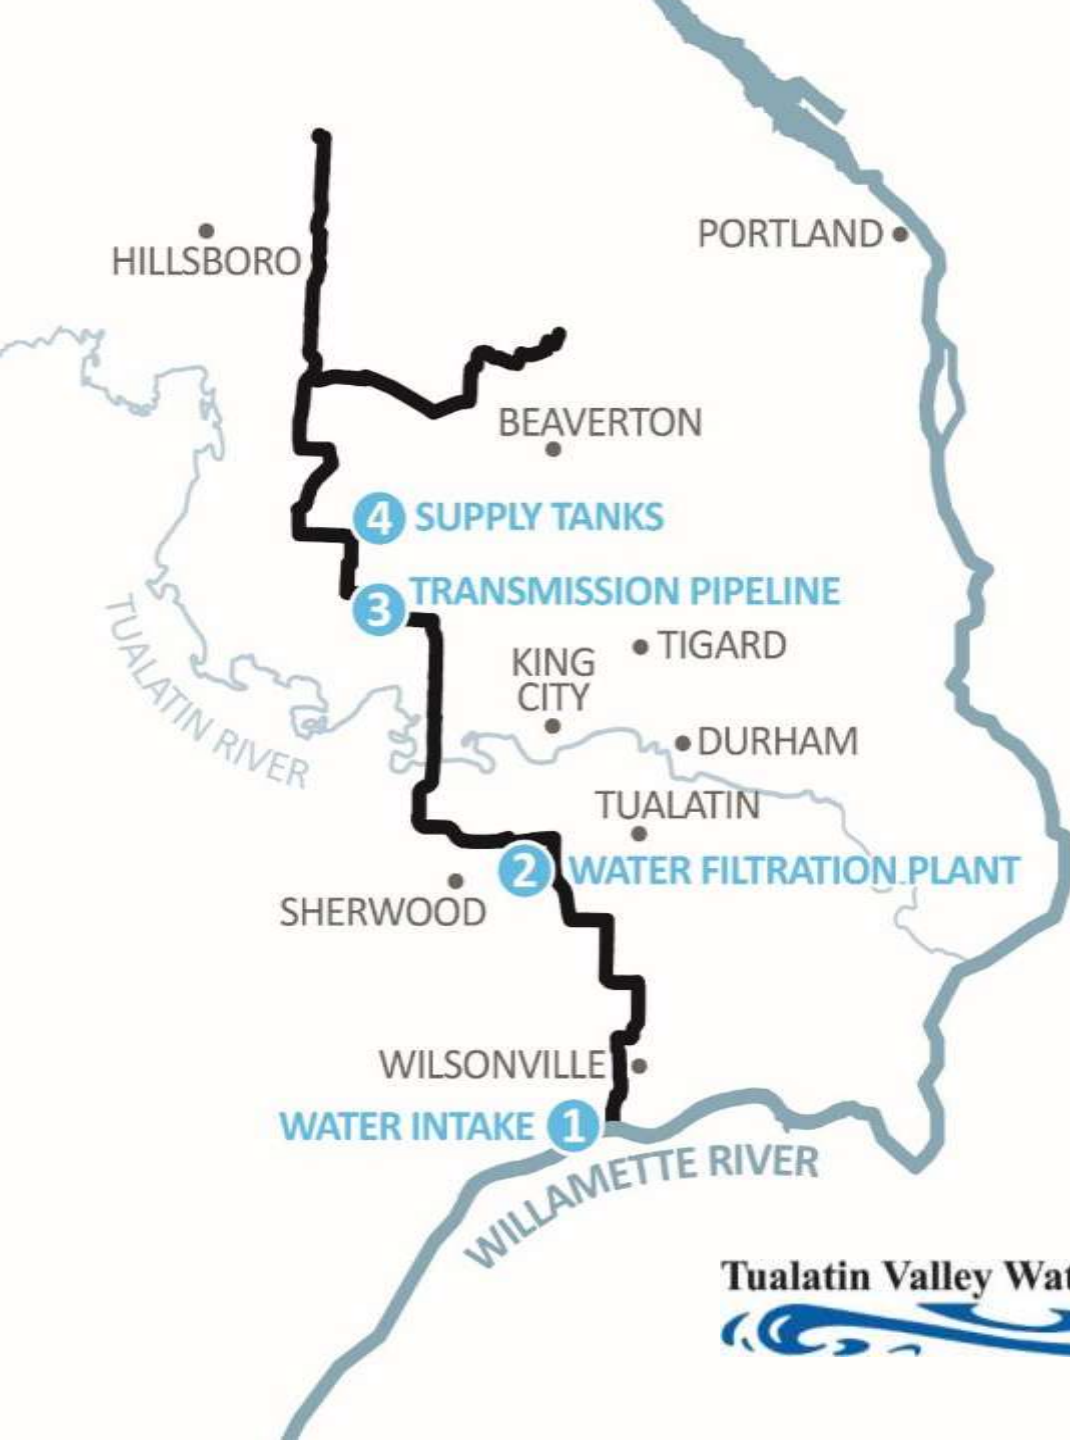 PORTLAND
HILLSBORO
BEAVERTON
4 SUPPLY TANKS
3 TRANSMISSION PIPELINE
TIGARD
KING
CITY
TUALATIN RIVER
DURHAM
TUALATIN
2 WATER FILTRATION PLANT
SHERWOOD
WILSONVILLE
WATER INTAKE 1
WILLAMETTE RIVER
Tualatin Valley Wat